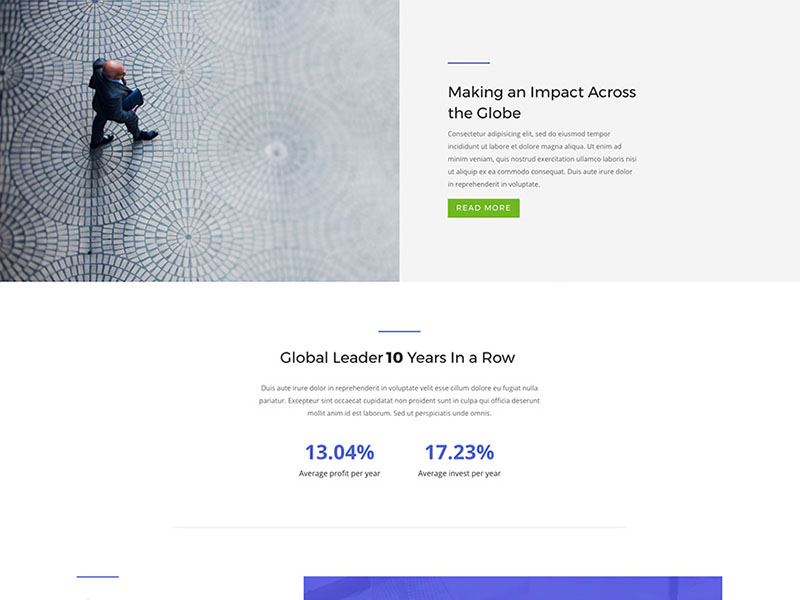 Making an Impact Across
the Globe
Consectetur adipisicing elit, sed do eiusmod tempor
incididunt ut labore et dolore magna aliqua. Ut enim ad
minim veniam, quis nostrud exercitation ullamco laboris nisi
ut aliquip ex ea commodo consequat. Duis aute irure dolor
in reprehenderit in voluptate.
READ MORE
Global Leader 10 Years In a Row
Duis aute irure dolor in reprehenderit in voluptate velit esse cillum dolore eu fugiat nulla
pariatur. Excepteur sint occaecat cupidatat non proident sunt in culpa qui officia deserunt
mollit anim id est laborum. Sed ut perspiciatis unde omnis.
13.04% 17.23%
Average profit per year Average invest per year